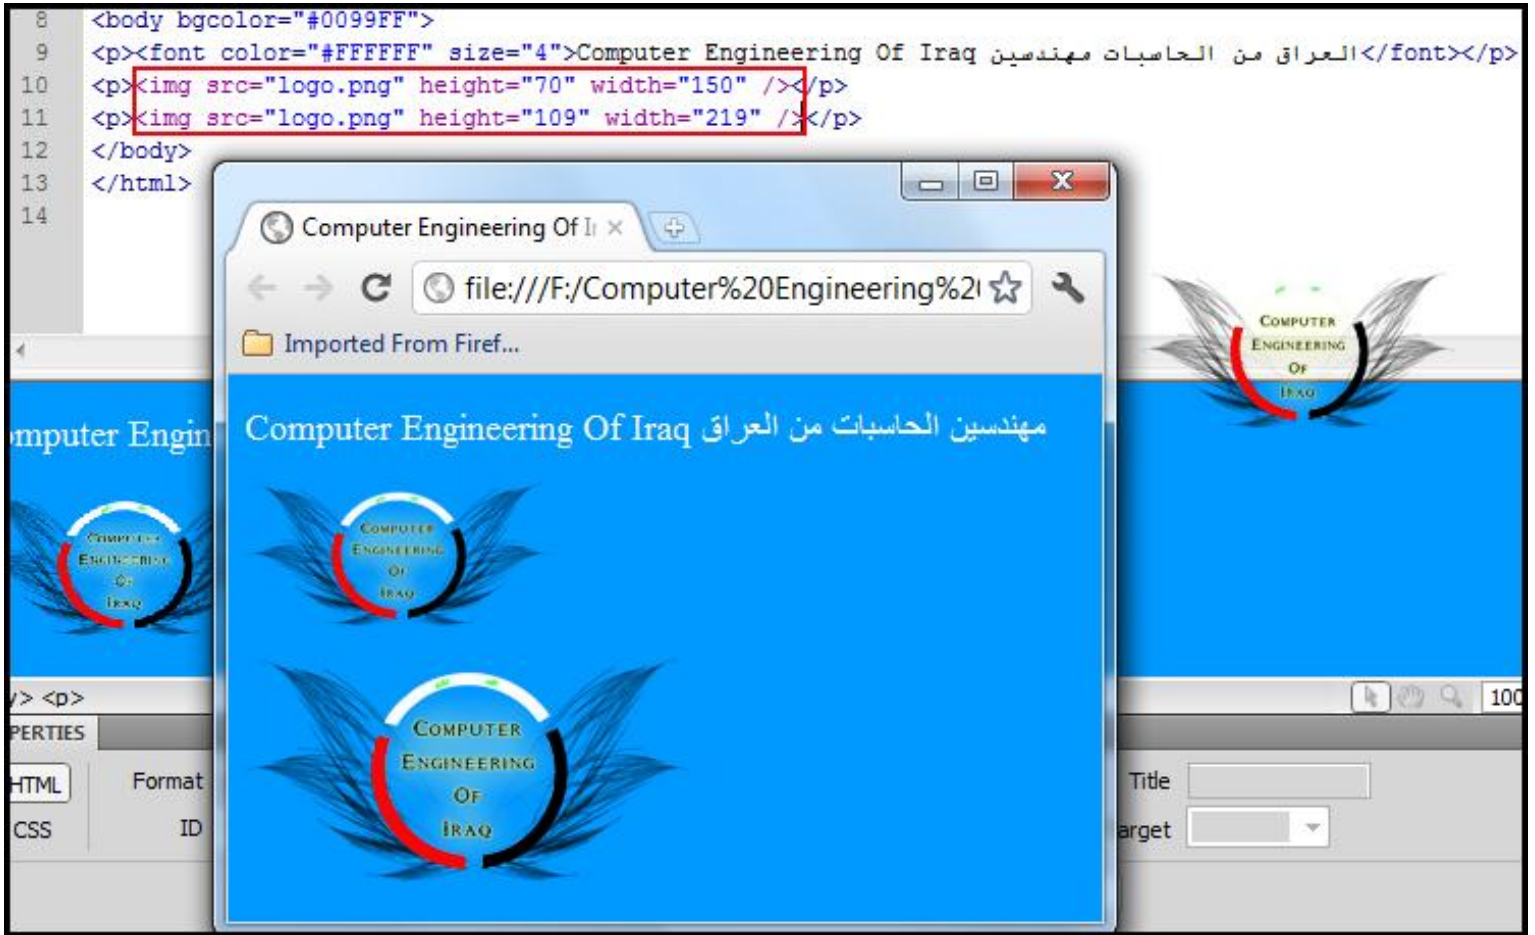 8 <body bgcolor="#0099FF">
9 <p><font color="#FFFFFF" size="4">Computer Engineering Of Iraq مهندسين الحاسبات من العراق</font></p>
10 <p><img src="logo.png" height="70" width="150" /></p>
11 <p><img src="logo.png" height="109" width="219" /></p>
12 </body>
13 </html>
14
Computer Engineering Of
file:///F:/Computer%20Engineering%2
Imported From Firef...
COMPUTER
ENGINEERING
OF
IRAQ
mputer Engin
Computer Engineering Of Iraq مهندسين الحاسبات من العراق
COMPUTER
ENGINEERING
OF
IRAQ
COMPUTER
ENGINEERING
OF
IRAQ
COMPUTER
ENGINEERING
OF
IRAQ
> <p>
100
PERTIES
HTML
Format
Title
CSS
ID
arget